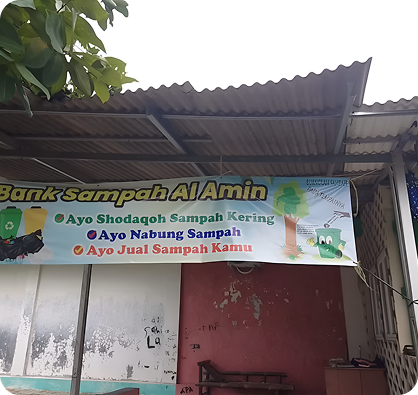 Bank Sampah Al Amin
Ayo Shodaqoh Sampah Kering
Ayo Nabung Sampah
Ayo Jual Sampah Kamu